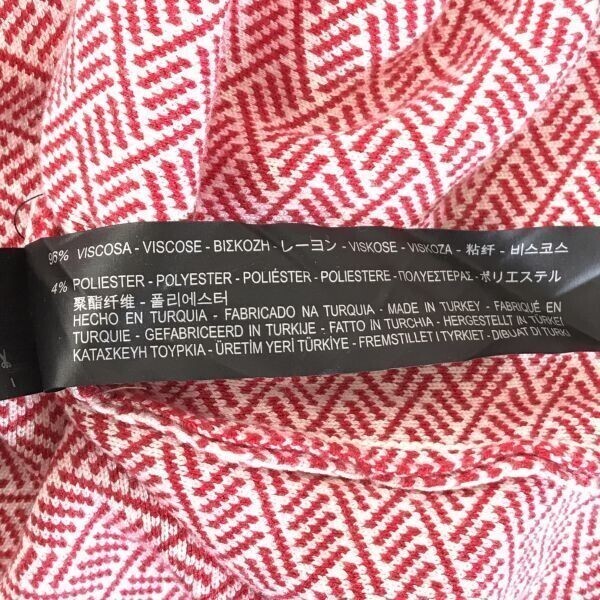 96% VISCOSA - VISCOSE - ΒΙΣΚΟΖΗ - レーヨン - VISKOSE - VISKOZA - 粘纤 - 비스코스
4% POLIESTER - POLYESTER - POLIÉSTER - POLIESTERE - ΠΟΛΥΕΣΤΕΡΑΣ - ポリエステル
聚酯纤维 - 폴리에스터
HECHO EN TURQUIA - FABRICADO NA TURQUIA - MADE IN TURKEY - FABRIQUÉ EN
TURQUIE - GEFABRICEERD IN TURKIJE - FATTO IN TURCHIA - HERGESTELLT IN TÜRKEI
ΚΑΤΑΣΚΕΥΗ ΤΟΥΡΚΙΑ - ÜRETİM YERİ TÜRKİYE - FREMSTILLET I TYRKIET - DIBUAT DI TURKI